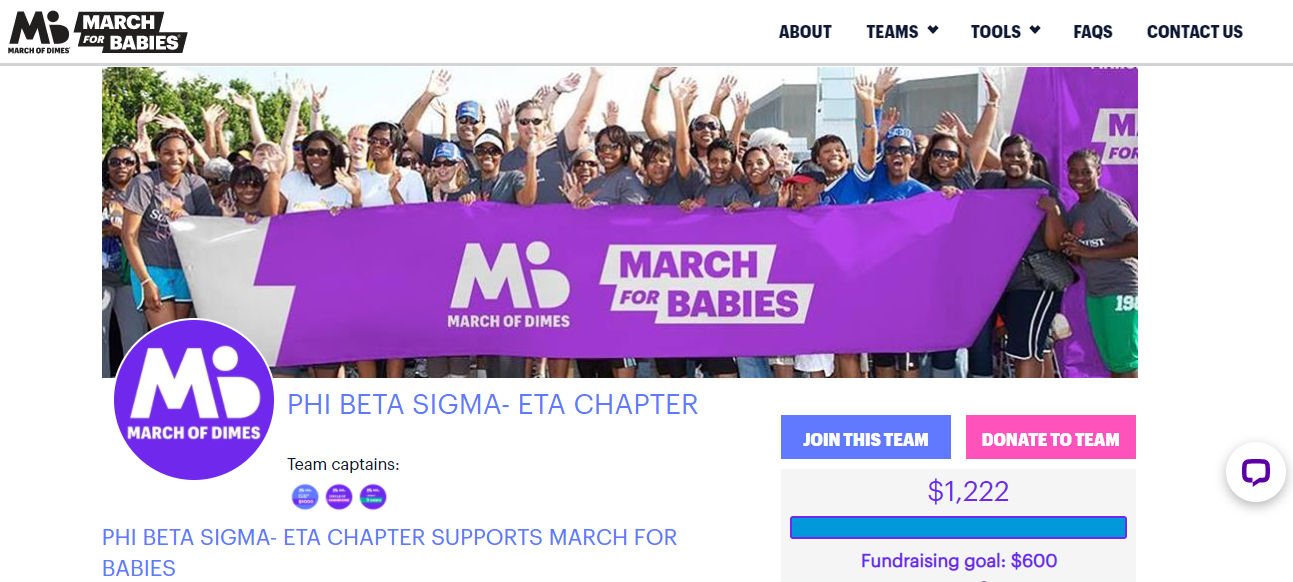 MARCH OF DIMES®
MARCH
FOR BABIES®
ABOUT
TEAMS
TOOLS
FAQS
CONTACT US
MARCH OF DIMES
MARCH
FOR BABIES
M
FOR
198
MARCH OF DIMES
PHI BETA SIGMA- ETA CHAPTER
Team captains:
PHI BETA SIGMA- ETA CHAPTER SUPPORTS MARCH FOR
BABIES
JOIN THIS TEAM
DONATE TO TEAM
$1,222
Fundraising goal: $600